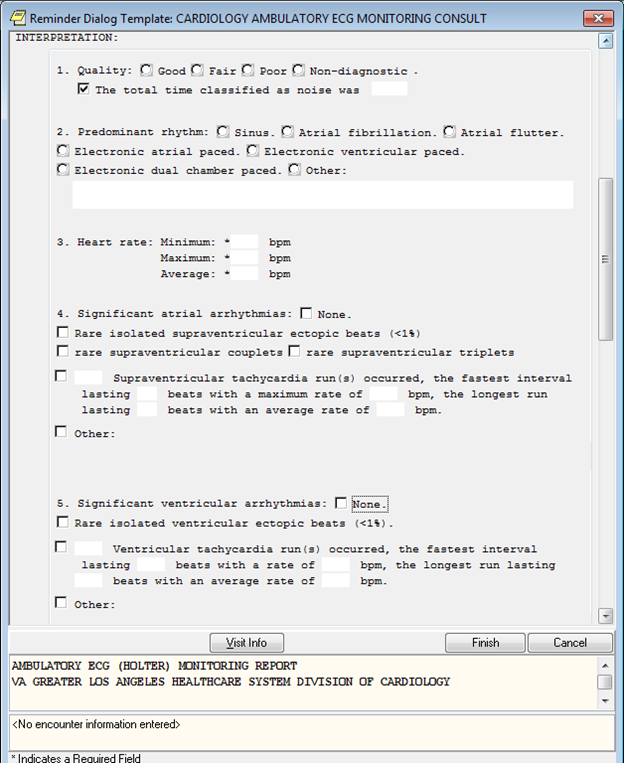 Reminder Dialog Template: CARDIOLOGY AMBULATORY ECG MONITORING CONSULT
INTERPRETATION:
1. Quality: Good Fair Poor Non-diagnostic .
The total time classified as noise was
2. Predominant rhythm: Sinus. Atrial fibrillation. Atrial flutter.
Electronic atrial paced. Electronic ventricular paced.
Electronic dual chamber paced. Other:
3. Heart rate: Minimum: * bpm
Maximum: * bpm
Average: * bpm
4. Significant atrial arrhythmias: None.
Rare isolated supraventricular ectopic beats (<1%)
rare supraventricular couplets rare supraventricular triplets
Supraventricular tachycardia run(s) occurred, the fastest interval
lasting beats with a maximum rate of bpm, the longest run
lasting beats with an average rate of bpm.
Other:
5. Significant ventricular arrhythmias: None.
Rare isolated ventricular ectopic beats (<1%).
Ventricular tachycardia run(s) occurred, the fastest interval
lasting beats with a rate of bpm, the longest run lasting
beats with an average rate of bpm.
Other:
Visit Info Finish Cancel
AMBULATORY ECG (HOLTER) MONITORING REPORT
VA GREATER LOS ANGELES HEALTHCARE SYSTEM DIVISION OF CARDIOLOGY
<No encounter information entered>
* Indicates a Required Field